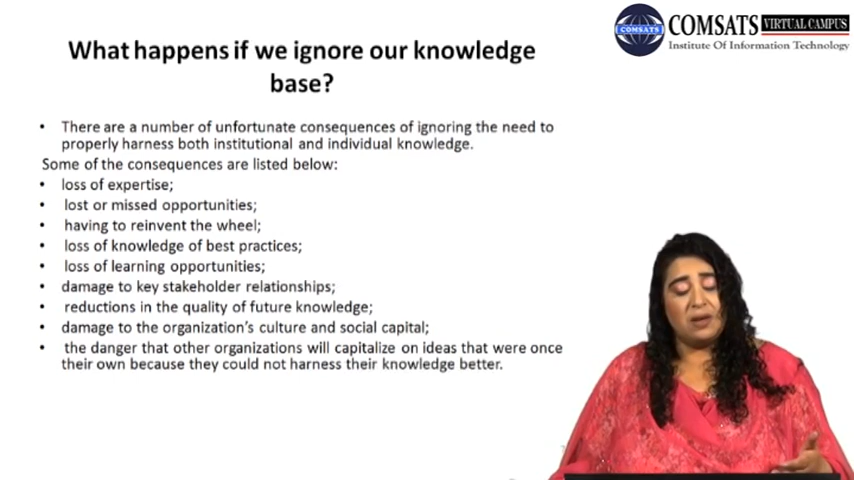 COMSATS VIRTUAL CAMPUS
COMSATS
Institute Of Information Technology
What happens if we ignore our knowledge
base?
• There are a number of unfortunate consequences of ignoring the need to
properly harness both institutional and individual knowledge.
Some of the consequences are listed below:
• loss of expertise;
• lost or missed opportunities;
• having to reinvent the wheel;
• loss of knowledge of best practices;
• loss of learning opportunities;
• damage to key stakeholder relationships;
• reductions in the quality of future knowledge;
• damage to the organization's culture and social capital;
• the danger that other organizations will capitalize on ideas that were once
their own because they could not harness their knowledge better.